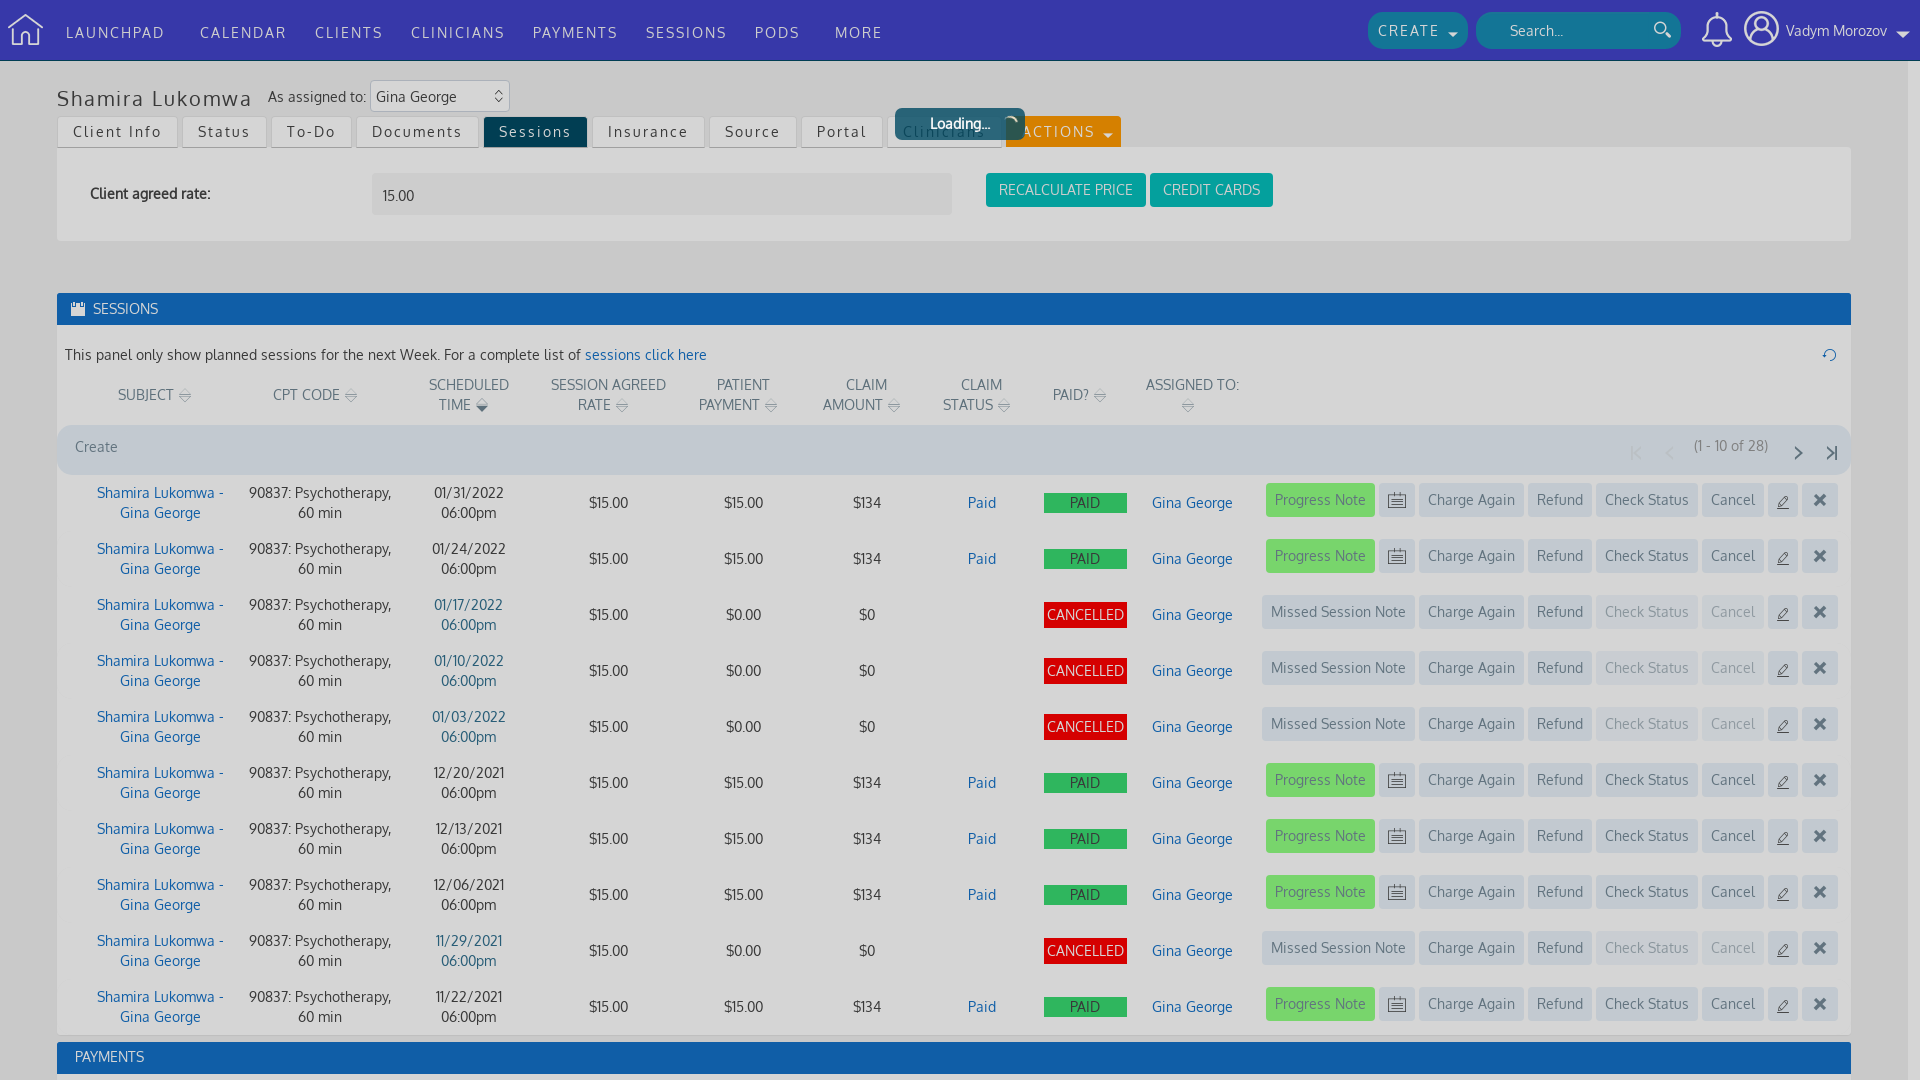 LAUNCHPAD CALENDAR CLIENTS CLINICIANS PAYMENTS SESSIONS PODS MORE CREATE Search... Vadym Morozov
Shamira Lukomwa As assigned to: Gina George
Client Info Status To-Do Documents Sessions Insurance Source Portal Clinicians ACTIONS
Loading...
Client agreed rate: 15.00 RECALCULATE PRICE CREDIT CARDS
SESSIONS
This panel only show planned sessions for the next Week. For a complete list of sessions click here
SUBJECT CPT CODE SCHEDULED TIME SESSION AGREED RATE PATIENT PAYMENT CLAIM AMOUNT CLAIM STATUS PAID? ASSIGNED TO:
Create (1 - 10 of 28)
Shamira Lukomwa - Gina George 90837: Psychotherapy, 60 min 01/31/2022 06:00pm $15.00 $15.00 $134 Paid PAID Gina George Progress Note Charge Again Refund Check Status Cancel
Shamira Lukomwa - Gina George 90837: Psychotherapy, 60 min 01/24/2022 06:00pm $15.00 $15.00 $134 Paid PAID Gina George Progress Note Charge Again Refund Check Status Cancel
Shamira Lukomwa - Gina George 90837: Psychotherapy, 60 min 01/17/2022 06:00pm $15.00 $0.00 $0 CANCELLED Gina George Missed Session Note Charge Again Refund Check Status Cancel
Shamira Lukomwa - Gina George 90837: Psychotherapy, 60 min 01/10/2022 06:00pm $15.00 $0.00 $0 CANCELLED Gina George Missed Session Note Charge Again Refund Check Status Cancel
Shamira Lukomwa - Gina George 90837: Psychotherapy, 60 min 01/03/2022 06:00pm $15.00 $0.00 $0 CANCELLED Gina George Missed Session Note Charge Again Refund Check Status Cancel
Shamira Lukomwa - Gina George 90837: Psychotherapy, 60 min 12/20/2021 06:00pm $15.00 $15.00 $134 Paid PAID Gina George Progress Note Charge Again Refund Check Status Cancel
Shamira Lukomwa - Gina George 90837: Psychotherapy, 60 min 12/13/2021 06:00pm $15.00 $15.00 $134 Paid PAID Gina George Progress Note Charge Again Refund Check Status Cancel
Shamira Lukomwa - Gina George 90837: Psychotherapy, 60 min 12/06/2021 06:00pm $15.00 $15.00 $134 Paid PAID Gina George Progress Note Charge Again Refund Check Status Cancel
Shamira Lukomwa - Gina George 90837: Psychotherapy, 60 min 11/29/2021 06:00pm $15.00 $0.00 $0 CANCELLED Gina George Missed Session Note Charge Again Refund Check Status Cancel
Shamira Lukomwa - Gina George 90837: Psychotherapy, 60 min 11/22/2021 06:00pm $15.00 $15.00 $134 Paid PAID Gina George Progress Note Charge Again Refund Check Status Cancel
PAYMENTS